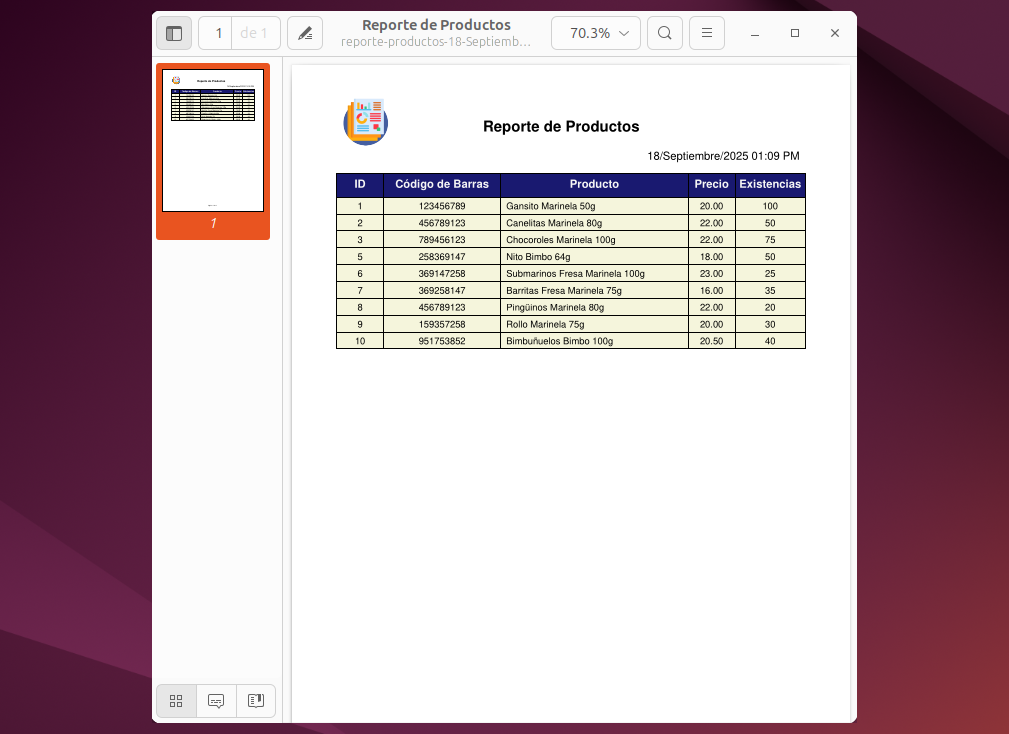 1 de 1
Reporte de Productos
reporte-productos-18-Septiemb...
70.3%
1
Reporte de Productos
18/Septiembre/2025 01:09 PM
ID Código de Barras Producto Precio Existencias
1 123456789 Gansito Marinela 50g 20.00 100
2 456789123 Canelitas Marinela 80g 22.00 50
3 789456123 Chocoroles Marinela 100g 22.00 75
5 258369147 Nito Bimbo 64g 18.00 50
6 369147258 Submarinos Fresa Marinela 100g 23.00 25
7 369258147 Barritas Fresa Marinela 75g 16.00 35
8 456789123 Pingüinos Marinela 80g 22.00 20
9 159357258 Rollo Marinela 75g 20.00 30
10 951753852 Bimbuñuelos Bimbo 100g 20.50 40